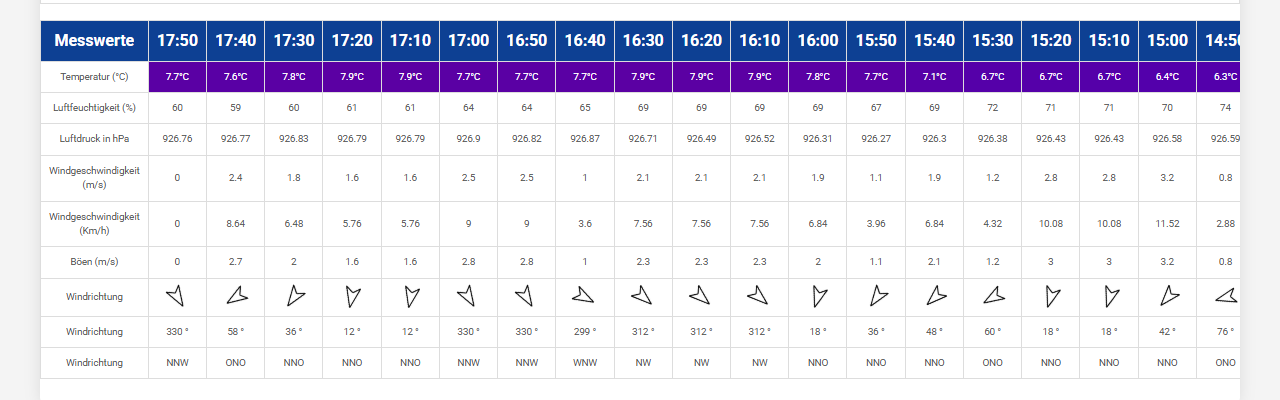 Messwerte 17:50 17:40 17:30 17:20 17:10 17:00 16:50 16:40 16:30 16:20 16:10 16:00 15:50 15:40 15:30 15:20 15:10 15:00 14:50
Temperatur (°C) 7.7°C 7.6°C 7.8°C 7.9°C 7.9°C 7.7°C 7.7°C 7.7°C 7.9°C 7.9°C 7.9°C 7.8°C 7.7°C 7.1°C 6.7°C 6.7°C 6.7°C 6.4°C 6.3°C
Luftfeuchtigkeit (%) 60 59 60 61 61 64 64 65 69 69 69 69 67 69 72 71 71 70 74
Luftdruck in hPa 926.76 926.77 926.83 926.79 926.79 926.9 926.82 926.87 926.71 926.49 926.52 926.31 926.27 926.3 926.38 926.43 926.43 926.58 926.59
Windgeschwindigkeit
(m/s) 0 2.4 1.8 1.6 1.6 2.5 2.5 1 2.1 2.1 2.1 1.9 1.1 1.9 1.2 2.8 2.8 3.2 0.8
Windgeschwindigkeit
(Km/h) 0 8.64 6.48 5.76 5.76 9 9 3.6 7.56 7.56 7.56 6.84 3.96 6.84 4.32 10.08 10.08 11.52 2.88
Böen (m/s) 0 2.7 2 1.6 1.6 2.8 2.8 1 2.3 2.3 2.3 2 1.1 2.1 1.2 3 3 3.2 0.8
Windrichtung
Windrichtung 330 ° 58 ° 36 ° 12 ° 12 ° 330 ° 330 ° 299 ° 312 ° 312 ° 312 ° 18 ° 36 ° 48 ° 60 ° 18 ° 18 ° 42 ° 76 °
Windrichtung NNW ONO NNO NNO NNO NNW NNW WNW NW NW NW NNO NNO NNO ONO NNO NNO NNO ONO